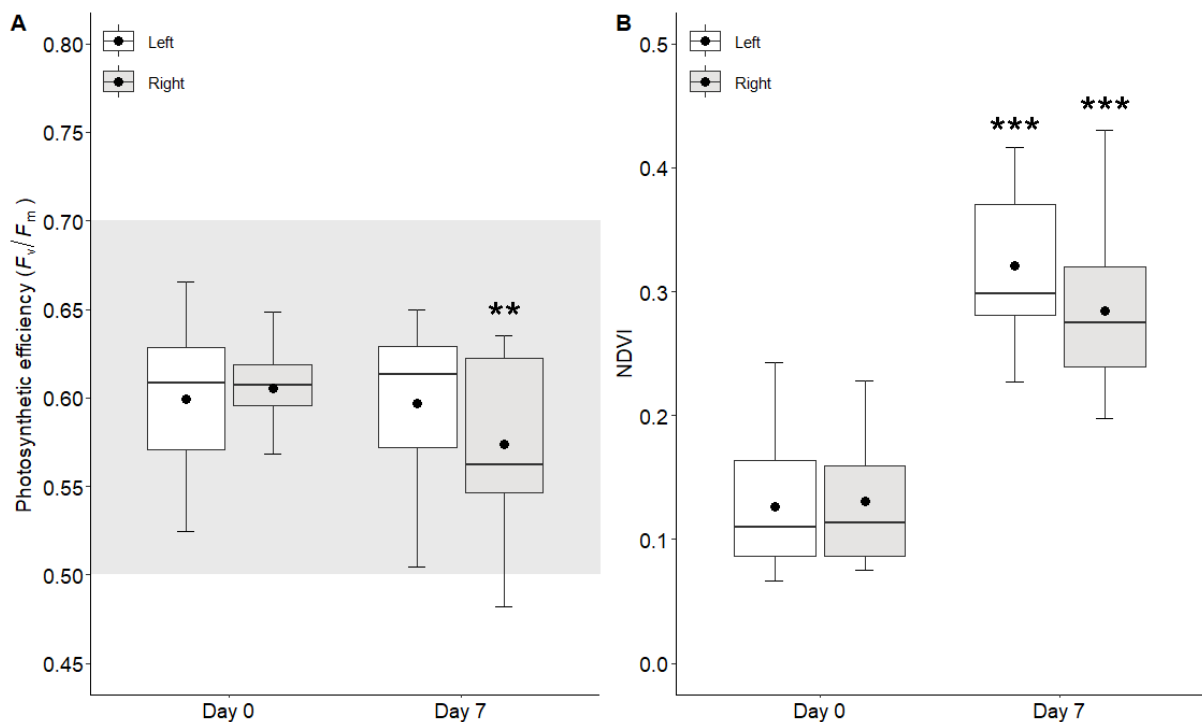 A
Photosynthetic efficiency (Fv/Fm)
0.80
0.75
0.70
0.65
0.60
0.55
0.50
0.45
Left
Right
**
Day 0
Day 7
B
NDVI
0.5
0.4
0.3
0.2
0.1
0.0
Left
Right
***
***
Day 0
Day 7